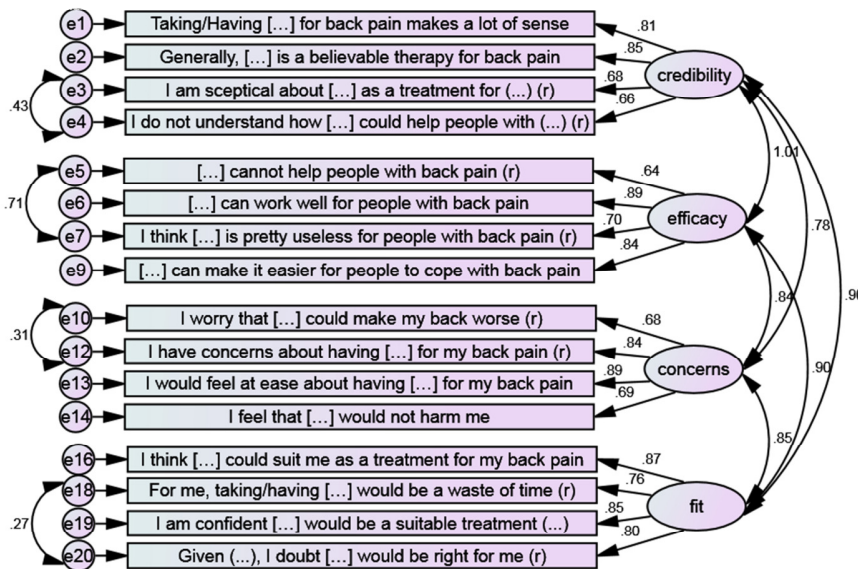 e1 Taking/Having [...] for back pain makes a lot of sense .81
e2 Generally, [...] is a believable therapy for back pain .85
credibility
e3 I am sceptical about [...] as a treatment for (...) (r) .68
.43
e4 I do not understand how [...] could help people with (...) (r) .66
1.01
e5 [...] cannot help people with back pain (r) .64
.71
e6 [...] can work well for people with back pain .89
efficacy
e7 I think [...] is pretty useless for people with back pain (r) .70
.78
e9 [...] can make it easier for people to cope with back pain .84
.84
e10 I worry that [...] could make my back worse (r) .68
.31
e12 I have concerns about having [...] for my back pain (r) .84
concerns
.90
e13 I would feel at ease about having [...] for my back pain .89
e14 I feel that [...] would not harm me .69
.85
e16 I think [...] could suit me as a treatment for my back pain .87
e18 For me, taking/having [...] would be a waste of time (r) .76
fit
.27
e19 I am confident [...] would be a suitable treatment (...) .85
e20 Given (...), I doubt [...] would be right for me (r) .80